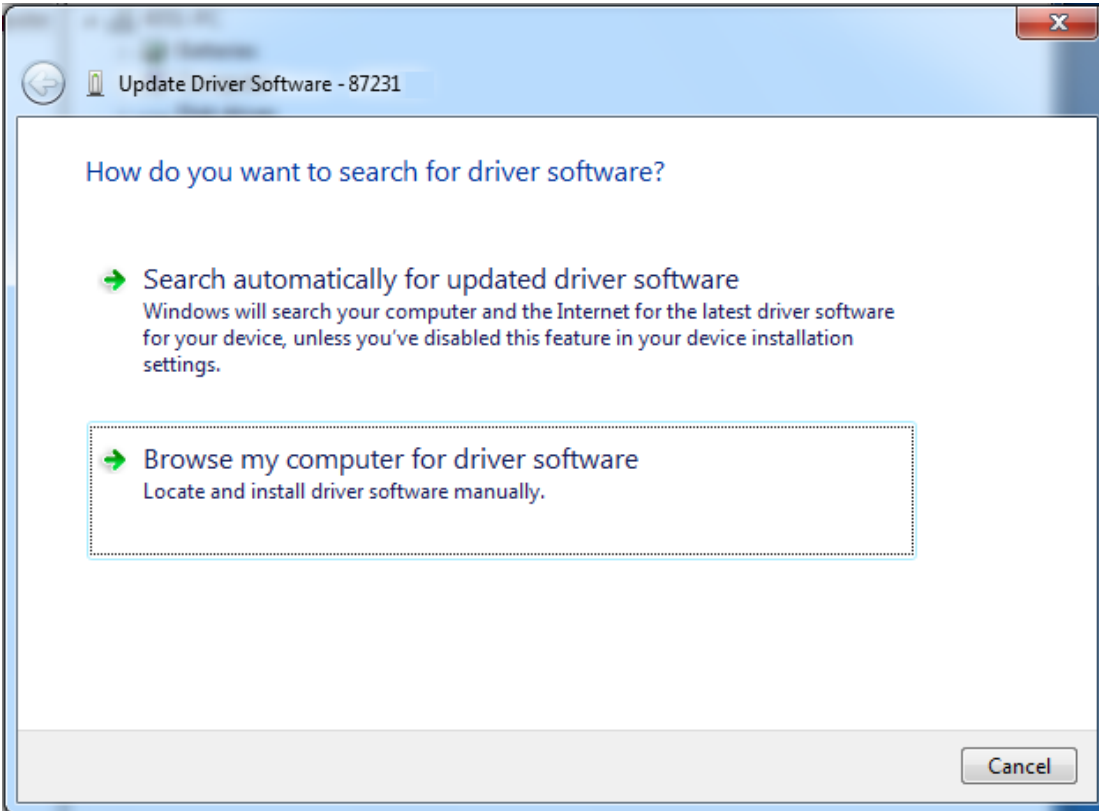 Update Driver Software - 87231
How do you want to search for driver software?
Search automatically for updated driver software
Windows will search your computer and the Internet for the latest driver software
for your device, unless you've disabled this feature in your device installation
settings.
Browse my computer for driver software
Locate and install driver software manually.
Cancel